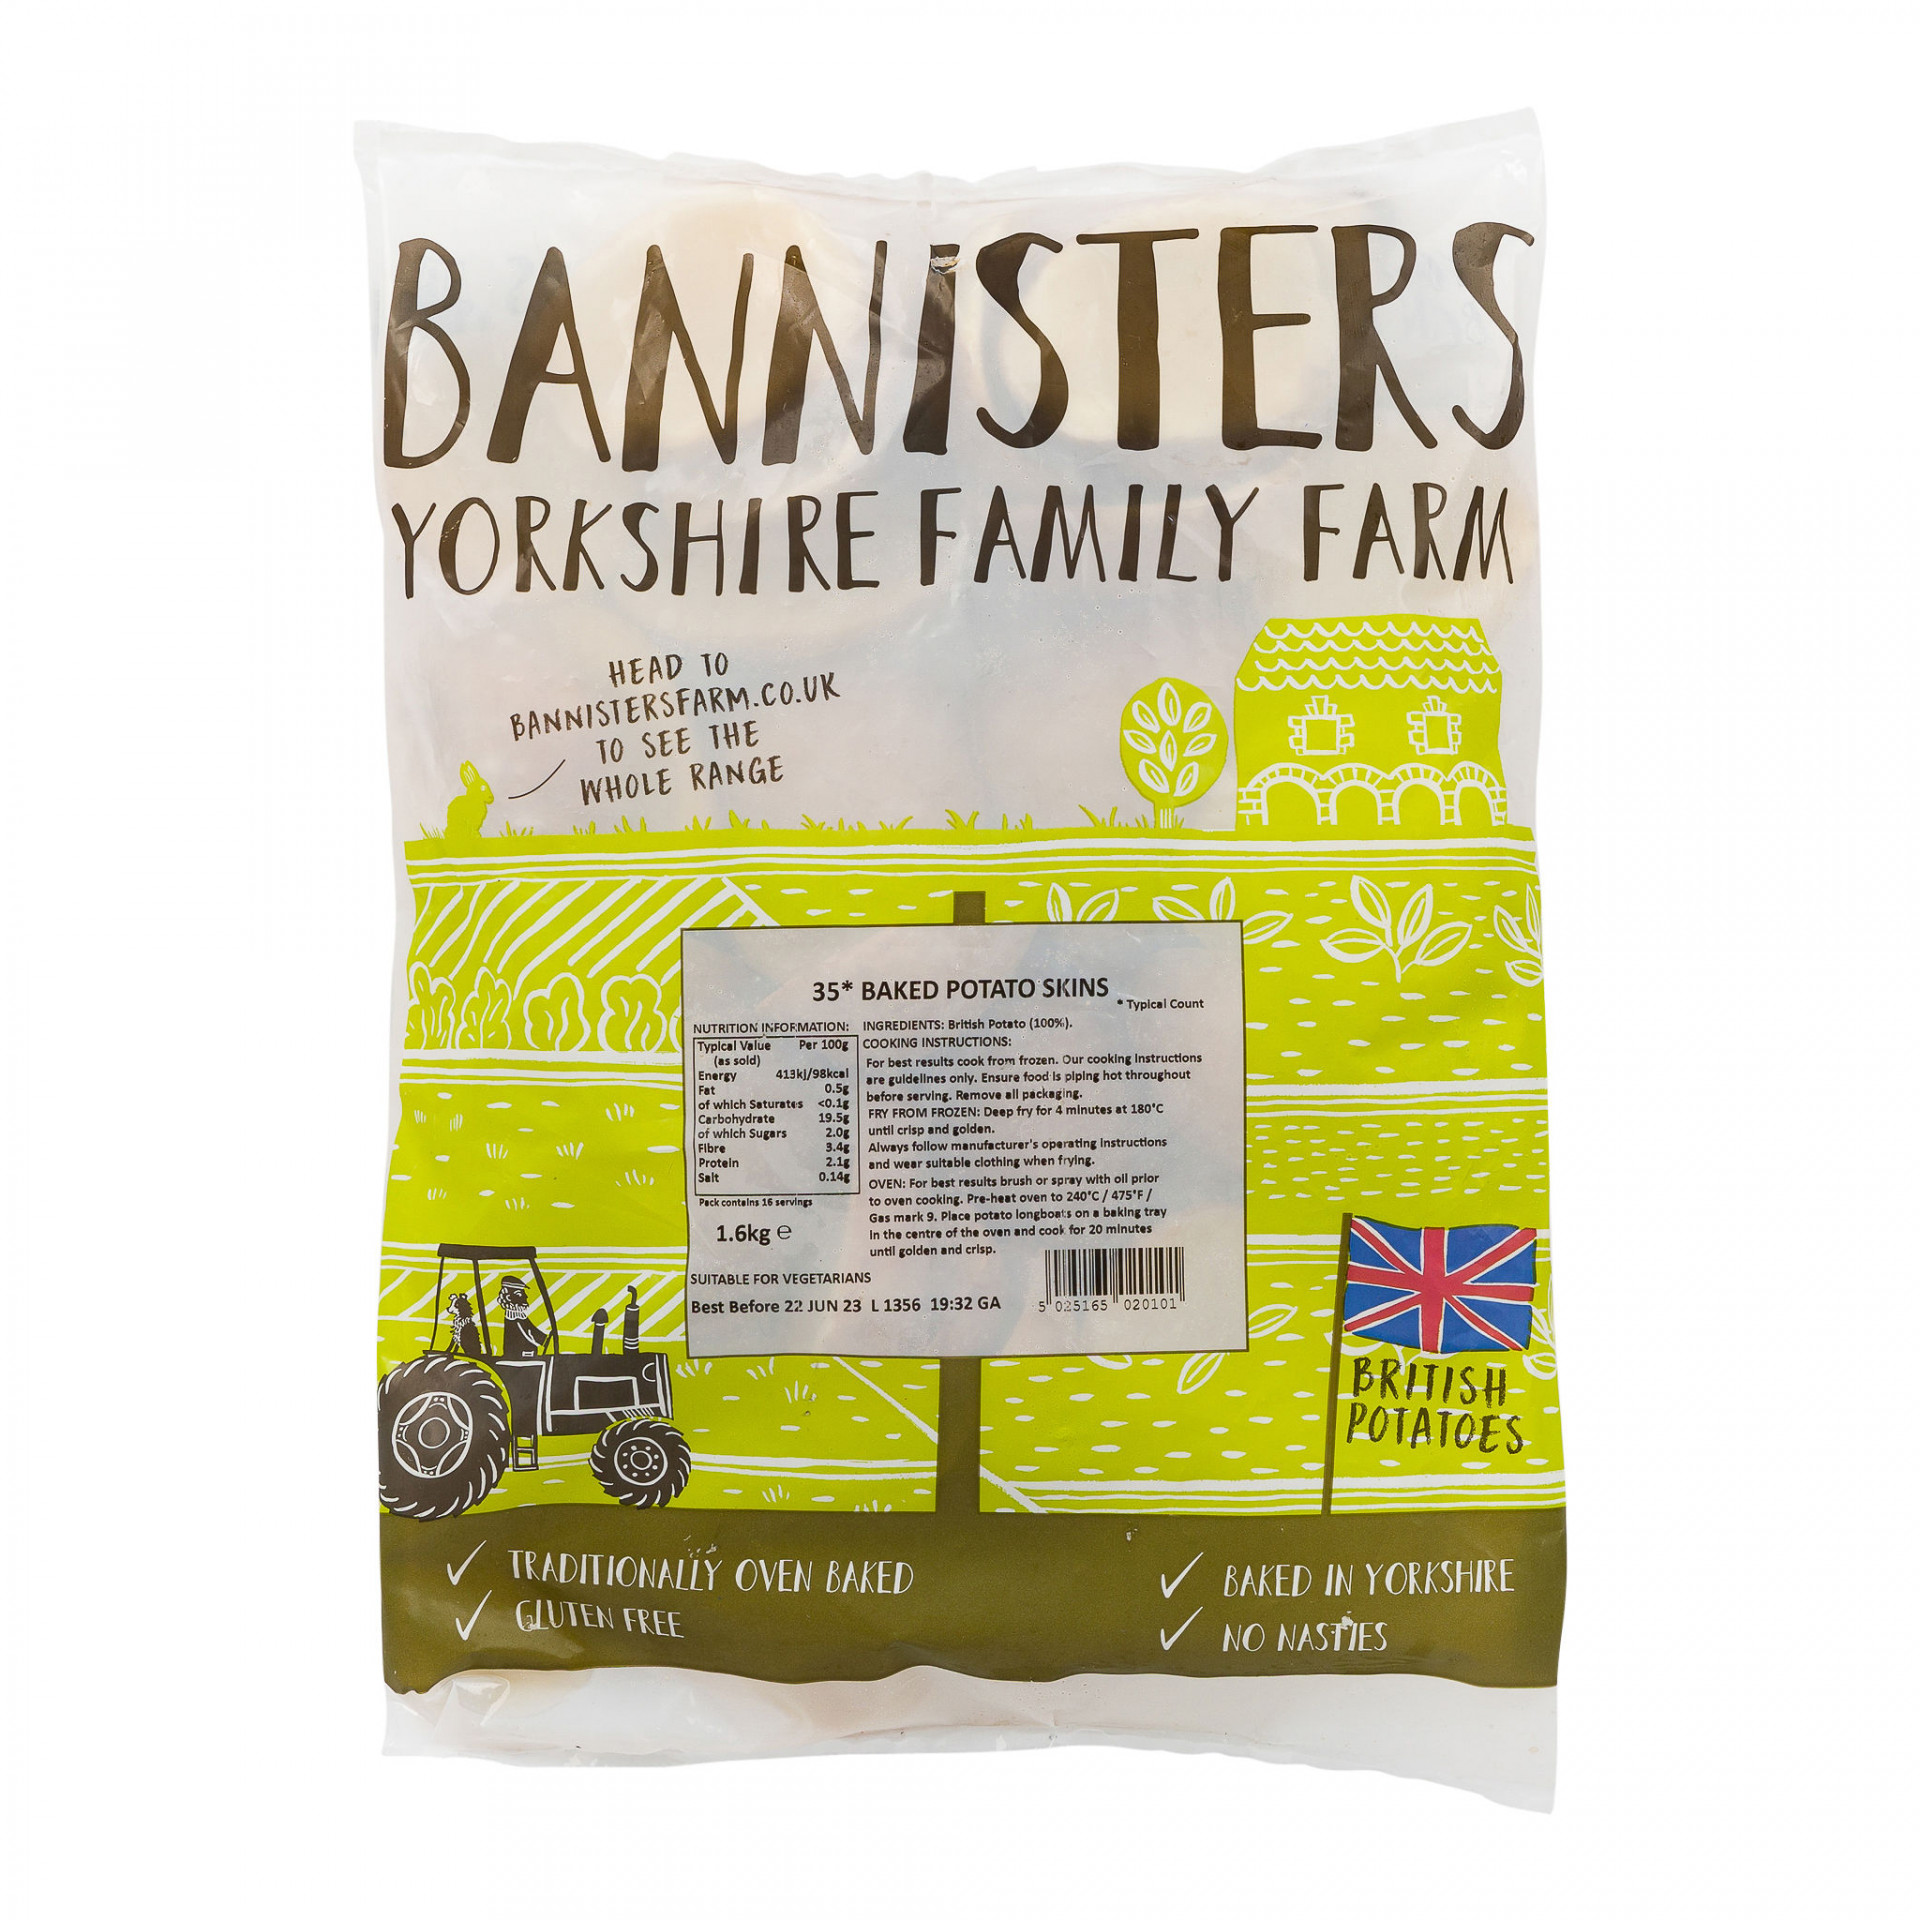 BANNISTERS
YORKSHIRE FAMILY FARM
HEAD TO
BANNISTERSFARM.CO.UK
TO SEE THE
WHOLE RANGE
35* BAKED POTATO SKINS
* Typical Count
NUTRITION INFORMATION:
Typical Value Per 100g
(as sold)
Energy 413kj/98kcal
Fat 0.5g
of which Saturates <0.1g
Carbohydrate 19.5g
of which Sugars 2.0g
Fibre 3.4g
Protein 2.1g
Salt 0.14g
Pack contains 16 servings
1.6kg e
INGREDIENTS: British Potato (100%).
COOKING INSTRUCTIONS:
For best results cook from frozen. Our cooking instructions
are guidelines only. Ensure food is piping hot throughout
before serving. Remove all packaging.
FRY FROM FROZEN: Deep fry for 4 minutes at 180°C
until crisp and golden.
Always follow manufacturer's operating instructions
and wear suitable clothing when frying.
OVEN: For best results brush or spray with oil prior
to oven cooking. Pre-heat oven to 240°C / 475°F /
Gas mark 9. Place potato longboats on a baking tray
in the centre of the oven and cook for 20 minutes
until golden and crisp.
SUITABLE FOR VEGETARIANS
Best Before 22 JUN 23 L 1356 19:32 GA
5 025165 020101
BRITISH
POTATOES
TRADITIONALLY OVEN BAKED
GLUTEN FREE
BAKED IN YORKSHIRE
NO NASTIES